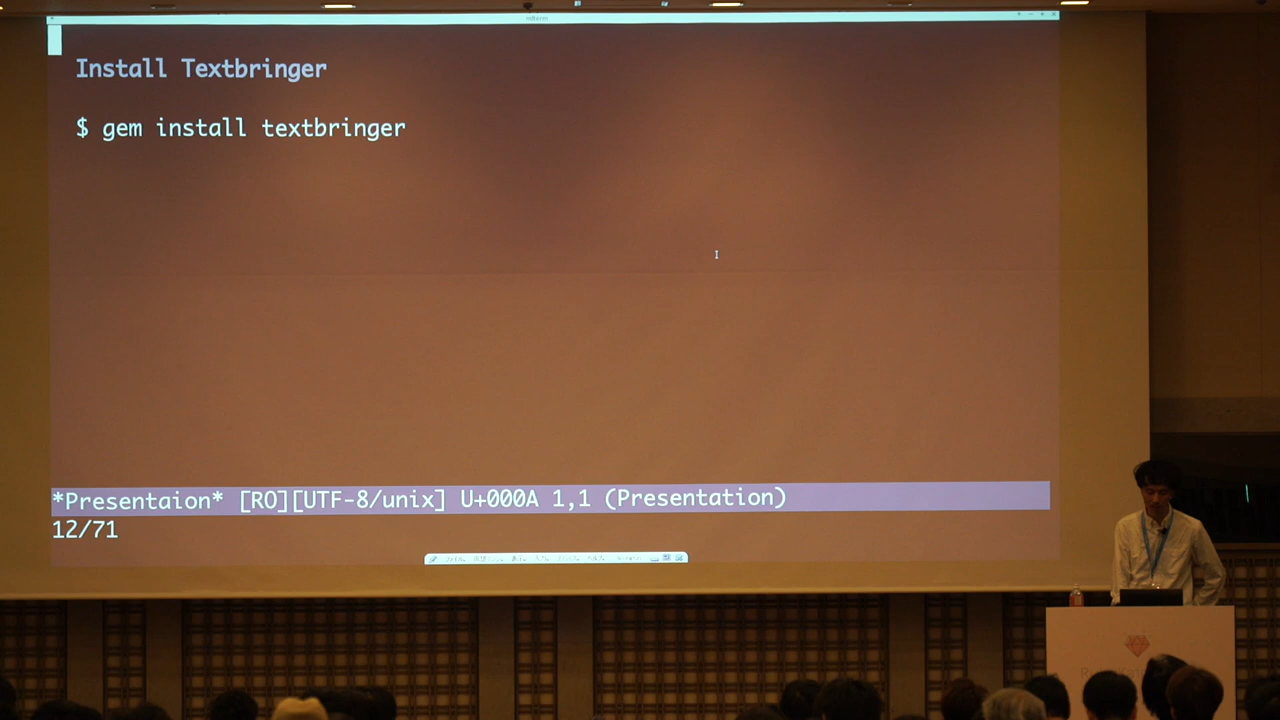 Install Textbringer
$ gem install textbringer
*Presentaion* [RO][UTF-8/unix] U+000A 1,1 (Presentation)
12/71